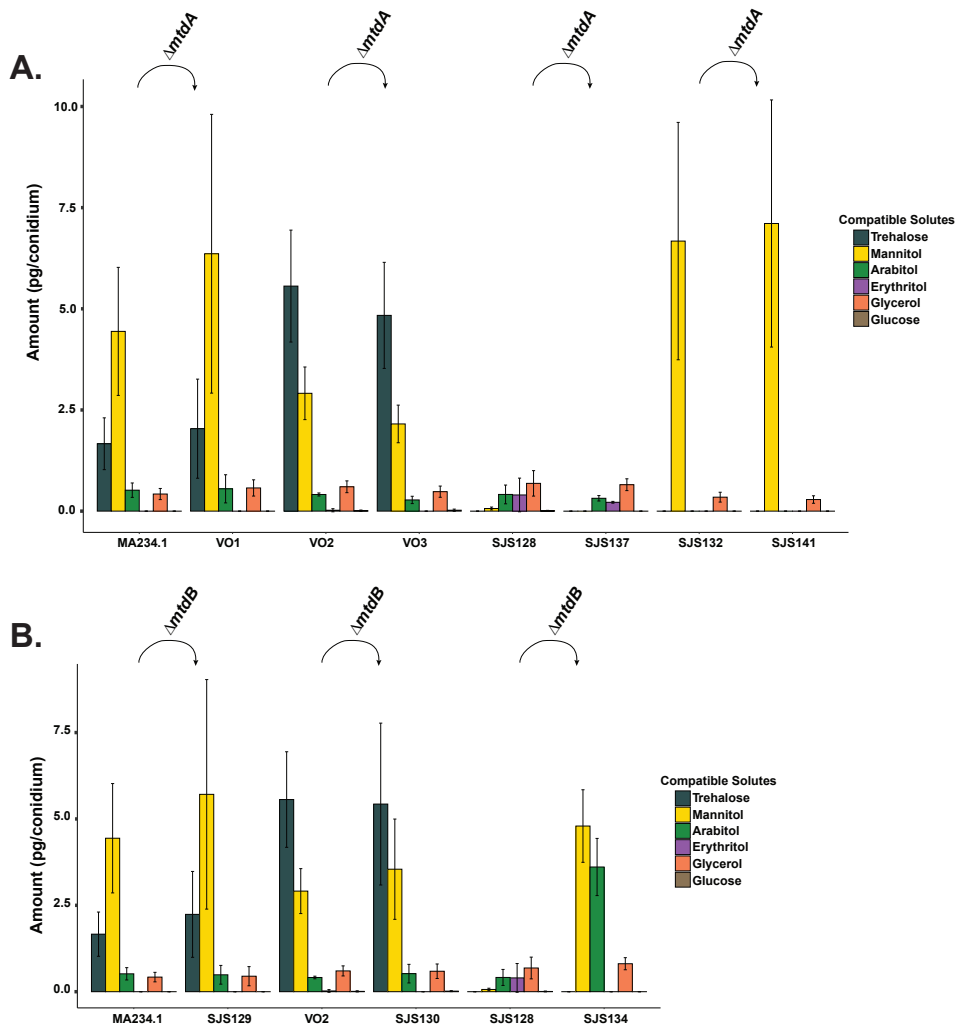 ΔmtdA ΔmtdA ΔmtdA ΔmtdA
A.
Amount (pg/conidium)
10.0
7.5
5.0
2.5
0.0
MA234.1 VO1 VO2 VO3 SJS128 SJS137 SJS132 SJS141
Compatible Solutes
Trehalose
Mannitol
Arabitol
Erythritol
Glycerol
Glucose
ΔmtdB ΔmtdB ΔmtdB
B.
Amount (pg/conidium)
7.5
5.0
2.5
0.0
MA234.1 SJS129 VO2 SJS130 SJS128 SJS134
Compatible Solutes
Trehalose
Mannitol
Arabitol
Erythritol
Glycerol
Glucose